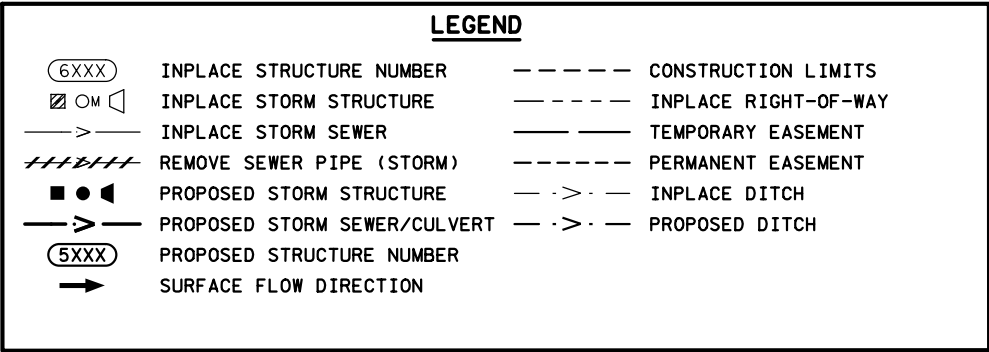 LEGEND
6XXX INPLACE STRUCTURE NUMBER
M INPLACE STORM STRUCTURE
INPLACE STORM SEWER
REMOVE SEWER PIPE (STORM)
PROPOSED STORM STRUCTURE
PROPOSED STORM SEWER/CULVERT
5XXX PROPOSED STRUCTURE NUMBER
SURFACE FLOW DIRECTION
CONSTRUCTION LIMITS
INPLACE RIGHT-OF-WAY
TEMPORARY EASEMENT
PERMANENT EASEMENT
INPLACE DITCH
PROPOSED DITCH